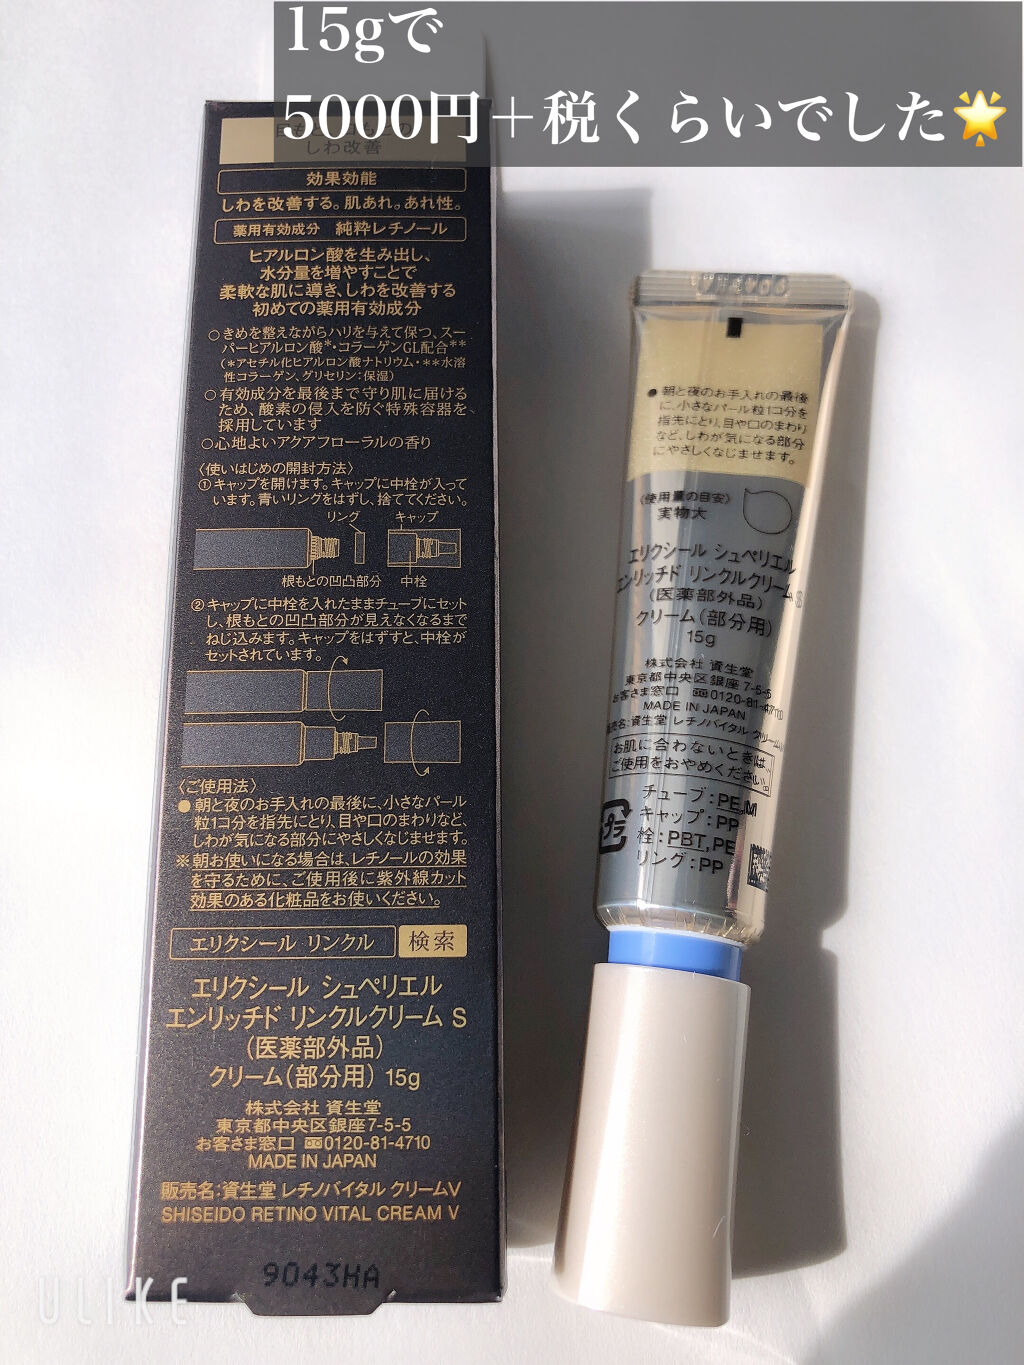 15gで
5000円＋税くらいでした🌟
しわ改善
効果効能
しわを改善する。肌あれ。あれ性。
薬用有効成分 純粋レチノール
ヒアルロン酸を生み出し、
水分量を増やすことで
柔軟な肌に導き、しわを改善する
初めての薬用有効成分
○きめを整えながらハリを与えて保つ、スー
パーヒアルロン酸*・コラーゲンGL配合**
(*アセチル化ヒアルロン酸ナトリウム・**水溶
性コラーゲン、グリセリン:保湿)
○有効成分を最後まで守り肌に届ける
ため、酸素の侵入を防ぐ特殊容器を
採用しています
○心地よいアクアフローラルの香り
〈使いはじめの開封方法〉
①キャップを開けます。キャップに中栓が入って
います。青いリングをはずし、捨ててください。
リング キャップ
根もとの凹凸部分 中栓
②キャップに中栓を入れたままチューブにセット
し、根もとの凹凸部分が見えなくなるまで
ねじ込みます。キャップをはずすと、中栓が
セットされています。
〈ご使用法〉
●朝と夜のお手入れの最後に、小さなパール
粒1コ分を指先にとり、目や口のまわりなど、
しわが気になる部分にやさしくなじませます。
※朝お使いになる場合は、レチノールの効果
を守るために、ご使用後に紫外線カット
効果のある化粧品をお使いください。
エリクシール リンクル 検索
エリクシール シュペリエル
エンリッチド リンクルクリーム S
(医薬部外品)
クリーム(部分用) 15g
株式会社 資生堂
東京都中央区銀座7-5-5
お客さま窓口 0120-81-4710
MADE IN JAPAN
販売名:資生堂 レチノバイタル クリームV
SHISEIDO RETINO VITAL CREAM V
9043HA
ULIKE
●朝と夜のお手入れの最後
に、小さなパール粒1コ分を
指先にとり、目や口のまわり
など、しわが気になる部分
にやさしくなじませます。
〈使用量の目安〉
実物大
エリクシール シュペリエル
エンリッチド リンクルクリーム S
(医薬部外品)
クリーム(部分用)
15g
株式会社 資生堂
東京都中央区銀座 7-5-5
お客さま窓口 0120-81-4710
MADE IN JAPAN
販売名:資生堂 レチノバイタル クリーム
お肌に合わないときは
ご使用をおやめください。
プラ
チューブ:PE,M
キャップ:PP
栓:PBT,PE
リング:PP